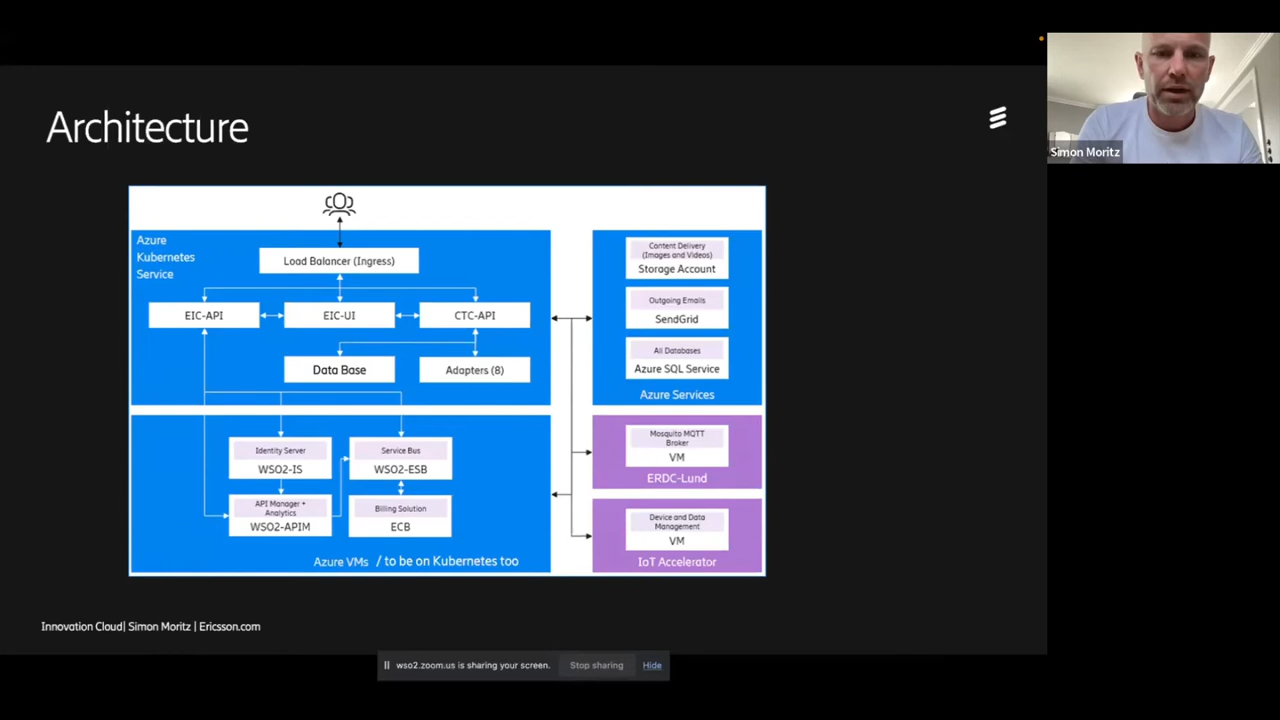 Architecture
Simon Moritz
Azure
Kubernetes
Service
Load Balancer (Ingress)
EIC-API
EIC-UI
CTC-API
Data Base
Adapters (8)
Content Delivery
(Images and Videos)
Storage Account
Outgoing Emails
SendGrid
All Databases
Azure SQL Service
Azure Services
Identity Server
WSO2-IS
Service Bus
WSO2-ESB
API Manager +
Analytics
WSO2-APIM
Billing Solution
ECB
Azure VMs / to be on Kubernetes too
Mosquito MQTT
Broker
VM
ERDC-Lund
Device and Data
Management
VM
IoT Accelerator
Innovation Cloud| Simon Moritz | Ericsson.com
wso2.zoom.us is sharing your screen.
Stop sharing
Hide